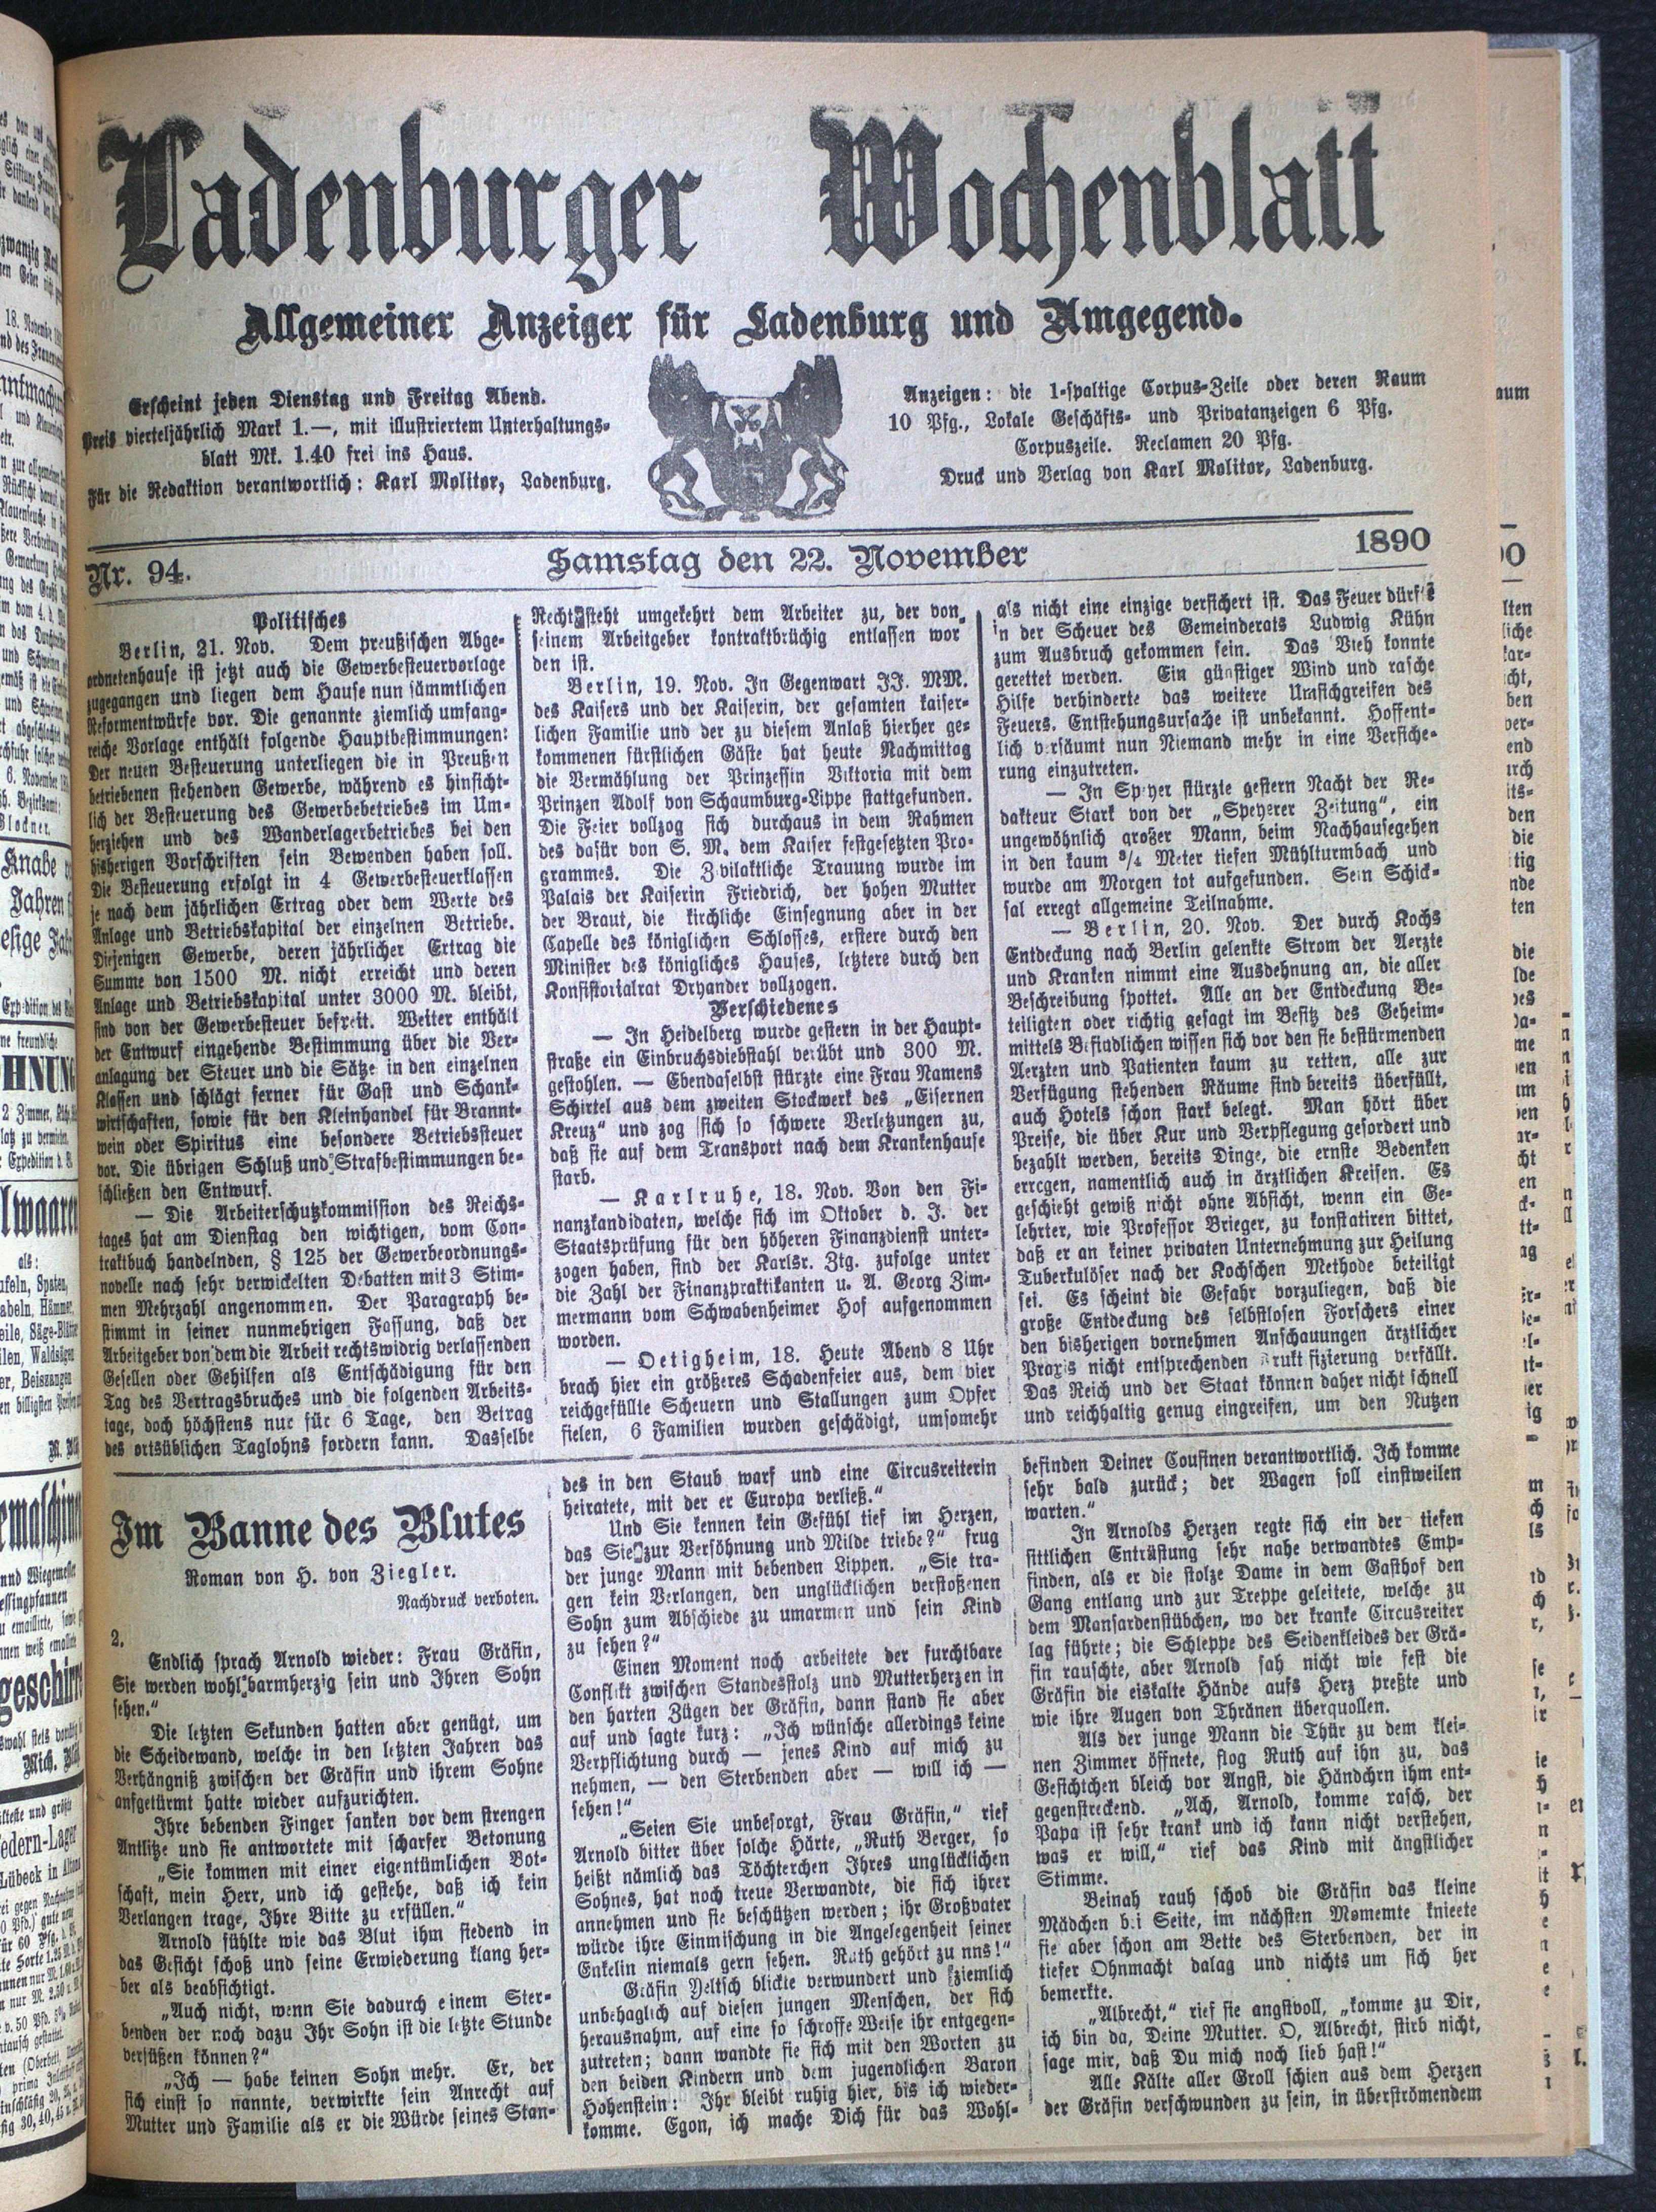 Ladenburger Wochenblatt
Allgemeiner Anzeiger für Ladenburg und Umgegend.
Erscheint jeden Dienstag und Freitag Abend.
Preis vierteljährlich Mark 1.—, mit illustriertem Unterhaltungs-
blatt Mk. 1.40 frei ins Haus.
Für die Redaktion verantwortlich: Karl Molitor, Ladenburg.
Anzeigen: die 1-spaltige Corpus-Zeile oder deren Raum
10 Pfg., Lokale Geschäfts- und Privatanzeigen 6 Pfg.
Corpuszeile. Reclamen 20 Pfg.
Druck und Verlag von Karl Molitor, Ladenburg.
Nr. 94.
Samstag den 22. November
1890
Politisches
Berlin, 21. Nov. Dem preußischen Abge-
ordnetenhause ist jetzt auch die Gewerbesteuervorlage
zugegangen und liegen dem Hause nun sämmtlichen
Reformentwürfe vor. Die genannte ziemlich umfang-
reiche Vorlage enthält folgende Hauptbestimmungen:
Der neuen Besteuerung unterliegen die in Preußen
betriebenen stehenden Gewerbe, während es hinsicht-
lich der Besteuerung des Gewerbebetriebes im Um-
herziehen und des Wanderlagerbetriebes bei den
bisherigen Vorschriften sein Bewenden haben soll.
Die Besteuerung erfolgt in 4 Gewerbesteuerklassen
je nach dem jährlichen Ertrag oder dem Werte des
Anlage und Betriebskapital der einzelnen Betriebe.
Diejenigen Gewerbe, deren jährlicher Ertrag die
Summe von 1500 M. nicht erreicht und deren
Anlage und Betriebskapital unter 3000 M. bleibt,
sind von der Gewerbesteuer befreit. Weiter enthält
der Entwurf eingehende Bestimmung über die Ver-
anlagung der Steuer und die Sätze in den einzelnen
Klassen und schlägt ferner für Gast und Schank-
wirtschaften, sowie für den Kleinhandel für Brannt-
wein oder Spiritus eine besondere Betriebssteuer
vor. Die übrigen Schluß und Strafbestimmungen be-
schließen den Entwurf.
— Die Arbeiterschutzkommission des Reichs-
tages hat am Dienstag den wichtigen, vom Con-
traktbuch handelnden, § 125 der Gewerbeordnungs-
novelle nach sehr verwickelten Debatten mit 3 Stim-
men Mehrzahl angenommen. Der Paragraph be-
stimmt in seiner nunmehrigen Fassung, daß der
Arbeitgeber von dem die Arbeit rechtswidrig verlassenden
Gesellen oder Gehilfen als Entschädigung für den
Tag des Vertragsbruches und die folgenden Arbeits-
tage, doch höchstens nur für 6 Tage, den Betrag
des ortsüblichen Taglohns fordern kann. Dasselbe
Recht steht umgekehrt dem Arbeiter zu, der von
seinem Arbeitgeber kontraktbrüchig entlassen wor
den ist.
Berlin, 19. Nov. In Gegenwart JJ. MM.
des Kaisers und der Kaiserin, der gesamten kaiser-
lichen Familie und der zu diesem Anlaß hierher ge-
kommenen fürstlichen Gäste hat heute Nachmittag
die Vermählung der Prinzessin Viktoria mit dem
Prinzen Adolf von Schaumburg-Lippe stattgefunden.
Die Feier vollzog sich durchaus in dem Rahmen
des dafür von S. M. dem Kaiser festgesetzten Pro-
grammes. Die Zvilaktliche Trauung wurde im
Palais der Kaiserin Friedrich, der hohen Mutter
der Braut, die kirchliche Einsegnung aber in der
Capelle des königlichen Schlosses, erstere durch den
Minister des königliches Hauses, letztere durch den
Konsistorialrat Dryander vollzogen.
Verschiedenes
— In Heidelberg wurde gestern in der Haupt-
straße ein Einbruchsdiebstahl verübt und 300 M.
gestohlen. — Ebendaselbst stürzte eine Frau Namens
Schirtel aus dem zweiten Stockwerk des „Eisernen
Kreuz“ und zog sich so schwere Verletzungen zu,
daß sie auf dem Transport nach dem Krankenhause
starb.
— Karlruhe, 18. Nov. Von den Fi-
nanzkandidaten, welche sich im Oktober d. J. der
Staatsprüfung für den höheren Finanzdienst unter-
zogen haben, sind der Karlsr. Ztg. zufolge unter
die Zahl der Finanzpraktikanten u. A. Georg Zim-
mermann vom Schwabenheimer Hof aufgenommen
worden.
— Oetigheim, 18. Heute Abend 8 Uhr
brach hier ein größeres Schadenfeier aus, dem vier
reichgefüllte Scheuern und Stallungen zum Opfer
fielen, 6 Familien wurden geschädigt, umsomehr
als nicht eine einzige versichert ist. Das Feuer dürfte
in der Scheuer des Gemeinderats Ludwig Kühn
zum Ausbruch gekommen sein. Das Vieh konnte
gerettet werden. Ein günstiger Wind und rasche
Hilfe verhinderte das weitere Umsichgreifen des
Feuers. Entstehungsursache ist unbekannt. Hoffent-
lich versäumt nun Niemand mehr in eine Versiche-
rung einzutreten.
— In Speyer stürzte gestern Nacht der Re-
dakteur Stark von der „Speyerer Zeitung“, ein
ungewöhnlich großer Mann, beim Nachhausegehen
in den kaum ³/₄ Meter tiefen Mühlturmbach und
wurde am Morgen tot aufgefunden. Sein Schick-
sal erregt allgemeine Teilnahme.
— Berlin, 20. Nov. Der durch Kochs
Entdeckung nach Berlin gelenkte Strom der Aerzte
und Kranken nimmt eine Ausdehnung an, die aller
Beschreibung spottet. Alle an der Entdeckung Be-
teiligten oder richtig gesagt im Besitz des Geheim-
mittels Befindlichen wissen sich vor den sie bestürmenden
Aerzten und Patienten kaum zu retten, alle zur
Verfügung stehenden Räume sind bereits überfüllt,
auch Hotels schon stark belegt. Man hört über
Preise, die über Kur und Verpflegung gefordert und
bezahlt werden, bereits Dinge, die ernste Bedenken
erregen, namentlich auch in ärztlichen Kreisen. Es
geschieht gewiß nicht ohne Absicht, wenn ein Ge-
lehrter, wie Professor Brieger, zu konstatiren bittet,
daß er an keiner privaten Unternehmung zur Heilung
Tuberkulöser nach der Kochschen Methode beteiligt
sei. Es scheint die Gefahr vorzuliegen, daß die
große Entdeckung des selbstlosen Forschers einer
den bisherigen vornehmen Anschauungen ärztlicher
Praxis nicht entsprechenden verfällt.
Das Reich und der Staat können daher nicht schnell
und reichhaltig genug eingreifen, um den Nutzen
Im Banne des Blutes
Roman von H. von Ziegler.
Nachdruck verboten.
2.
Endlich sprach Arnold wieder: Frau Gräfin,
Sie werden wohl barmherzig sein und Ihren Sohn
sehen.“
Die letzten Sekunden hatten aber genügt, um
die Scheidewand, welche in den letzten Jahren das
Verhängniß zwischen der Gräfin und ihrem Sohne
aufgetürmt hatte wieder aufzurichten.
Ihre bebenden Finger sanken vor dem strengen
Antlitze und sie antwortete mit scharfer Betonung
„Sie kommen mit einer eigentümlichen Bot-
schaft, mein Herr, und ich gestehe, daß ich kein
Verlangen trage, Ihre Bitte zu erfüllen.“
Arnold fühlte wie das Blut ihm siedend in
das Gesicht schoß und seine Erwiederung klang her-
ber als beabsichtigt.
„Auch nicht, wenn Sie dadurch einem Ster-
benden der noch dazu Ihr Sohn ist die letzte Stunde
versüßen können?“
„Ich — habe keinen Sohn mehr. Er, der
sich einst so nannte, verwirkte sein Anrecht auf
Mutter und Familie als er die Würde seines Stan-
des in den Staub warf und eine Circusreiterin
heiratete, mit der er Europa verließ.“
Und Sie kennen kein Gefühl tief im Herzen,
das Sie zur Versöhnung und Milde triebe?“ frug
der junge Mann mit bebenden Lippen. „Sie tra-
gen kein Verlangen, den unglücklichen verstoßenen
Sohn zum Abschiede zu umarmen und sein Kind
zu sehen?“
Einen Moment noch arbeitete der furchtbare
Conflikt zwischen Standesstolz und Mutterherzen in
den harten Zügen der Gräfin, dann stand sie aber
auf und sagte kurz: „Ich wünsche allerdings keine
Verpflichtung durch — jenes Kind auf mich zu
nehmen, — den Sterbenden aber — will ich —
sehen!“
„Seien Sie unbesorgt, Frau Gräfin,“ rief
Arnold bitter über solche Härte, „Ruth Berger, so
heißt nämlich das Töchterchen Ihres unglücklichen
Sohnes, hat noch treue Verwandte, die sich ihrer
annehmen und sie beschützen werden; ihr Großvater
würde ihre Einmischung in die Angelegenheit seiner
Enkelin niemals gern sehen. Ruth gehört zu nns!“
Gräfin Yeltsch blickte verwundert und ziemlich
unbehaglich auf diesen jungen Menschen, der sich
herausnahm, auf eine so schroffe Weise ihr entgegen-
zutreten; dann wandte sie sich mit den Worten zu
den beiden Kindern und dem jugendlichen Baron
Hohenstein: Ihr bleibt ruhig hier, bis ich wieder-
komme. Egon, ich mache Dich für das Wohl-
befinden Deiner Cousinen verantwortlich. Ich komme
sehr bald zurück; der Wagen soll einstweilen
warten.“
In Arnolds Herzen regte sich ein der tiefen
sittlichen Entrüstung sehr nahe verwandtes Emp-
finden, als er die stolze Dame in dem Gasthof den
Gang entlang und zur Treppe geleitete, welche zu
dem Mansardenstübchen, wo der kranke Circusreiter
lag führte; die Schleppe des Seidenkleides der Grä-
fin rauschte, aber Arnold sah nicht wie fest die
Gräfin die eiskalte Hände aufs Herz preßte und
wie ihre Augen von Thränen überquollen.
Als der junge Mann die Thür zu dem klei-
nen Zimmer öffnete, flog Ruth auf ihn zu, das
Gesichtchen bleich vor Angst, die Händchrn ihm ent-
gegenstreckend. „Ach, Arnold, komme rasch, der
Papa ist sehr krank und ich kann nicht verstehen,
was er will,“ rief das Kind mit ängstlicher
Stimme.
Beinah rauh schob die Gräfin das kleine
Mädchen bei Seite, im nächsten Momemte knieete
sie aber schon am Bette des Sterbenden, der in
tiefer Ohnmacht dalag und nichts um sich her
bemerkte.
„Albrecht,“ rief sie angstvoll, „komme zu Dir,
ich bin da, Deine Mutter. O, Albrecht, stirb nicht,
sage mir, daß Du mich noch lieb hast!“
Alle Kälte aller Groll schien aus dem Herzen
der Gräfin verschwunden zu sein, in überströmendem